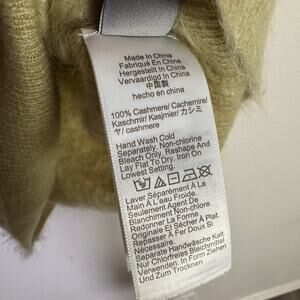 Made In China
Fabriqué En China
Hergestellt In China
Vervaardigd In China
中国製
hecho en china
100% Cashmere/ Cachemire/
Kaschmir/ Kasjmier/ カシミ
ヤ/ cashmere
Hand Wash Cold
Separately. Non-chlorine
Bleach Only. Reshape And
Lay Flat To Dry. Iron On
Lowest Setting.
Laver Séparément À La
Main À L'eau Froide.
Seulement Agent De
Blanchiment Non-Chlorine.
Redonner La Forme
Originale Et Sécher À Plat.
Repasser À Fer Doux Si
Nécessaire.
Separate Handwäsche Kalt.
Nur Chlorfreies Bleichmittel
Verwenden. In Form Ziehen
Und Zum Trocknen